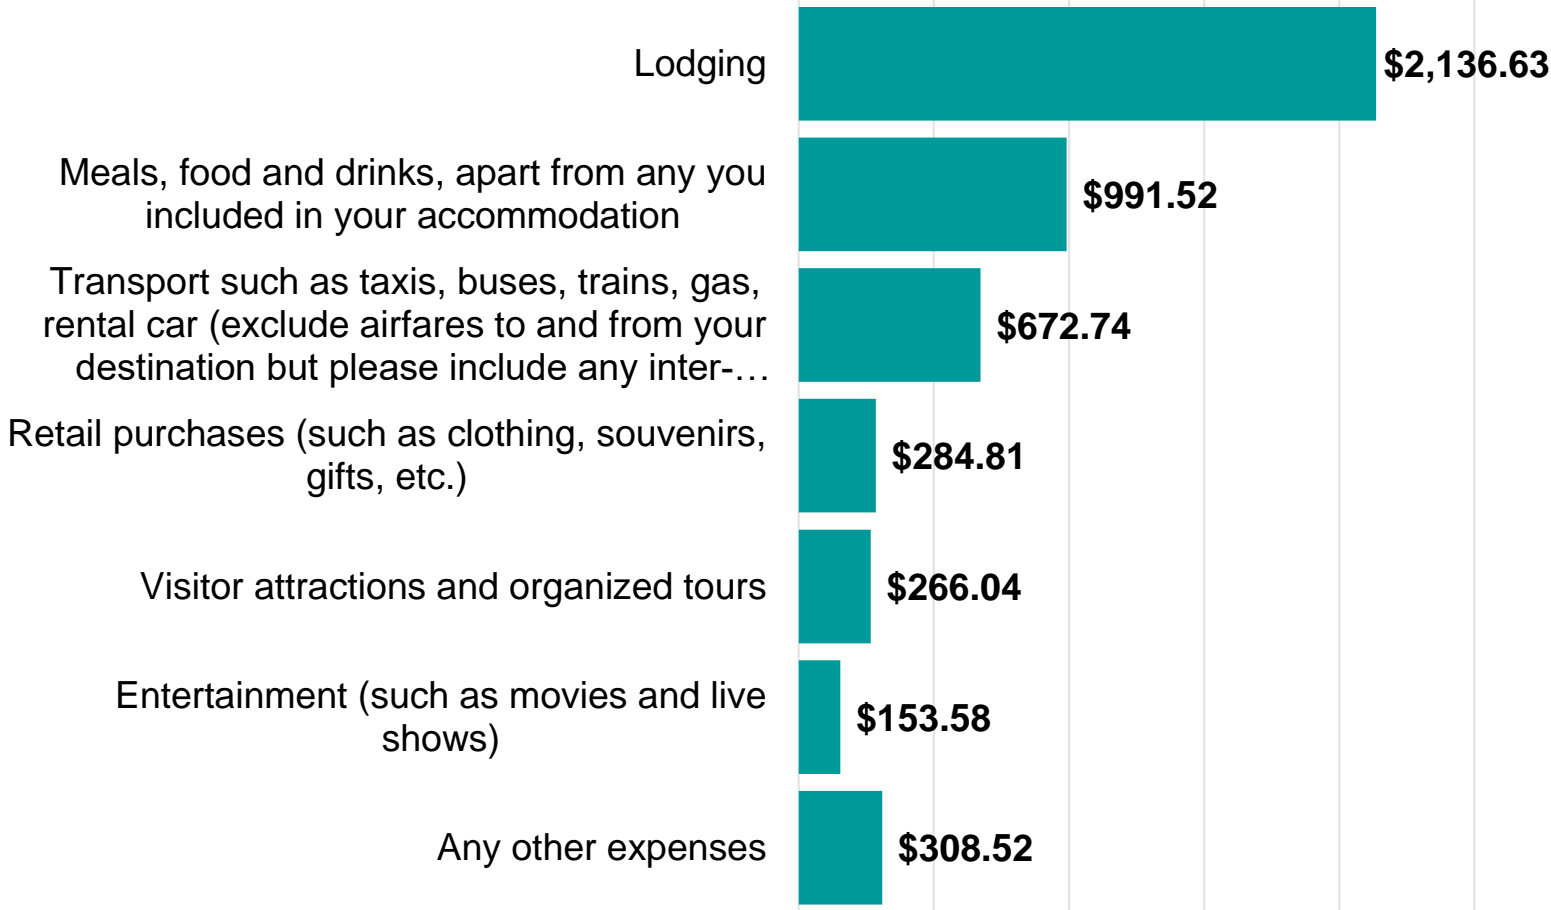 Lodging
$2,136.63
Meals, food and drinks, apart from any you
included in your accommodation
$991.52
Transport such as taxis, buses, trains, gas,
rental car (exclude airfares to and from your
destination but please include any inter-…
$672.74
Retail purchases (such as clothing, souvenirs,
gifts, etc.)
$284.81
Visitor attractions and organized tours
$266.04
Entertainment (such as movies and live
shows)
$153.58
Any other expenses
$308.52